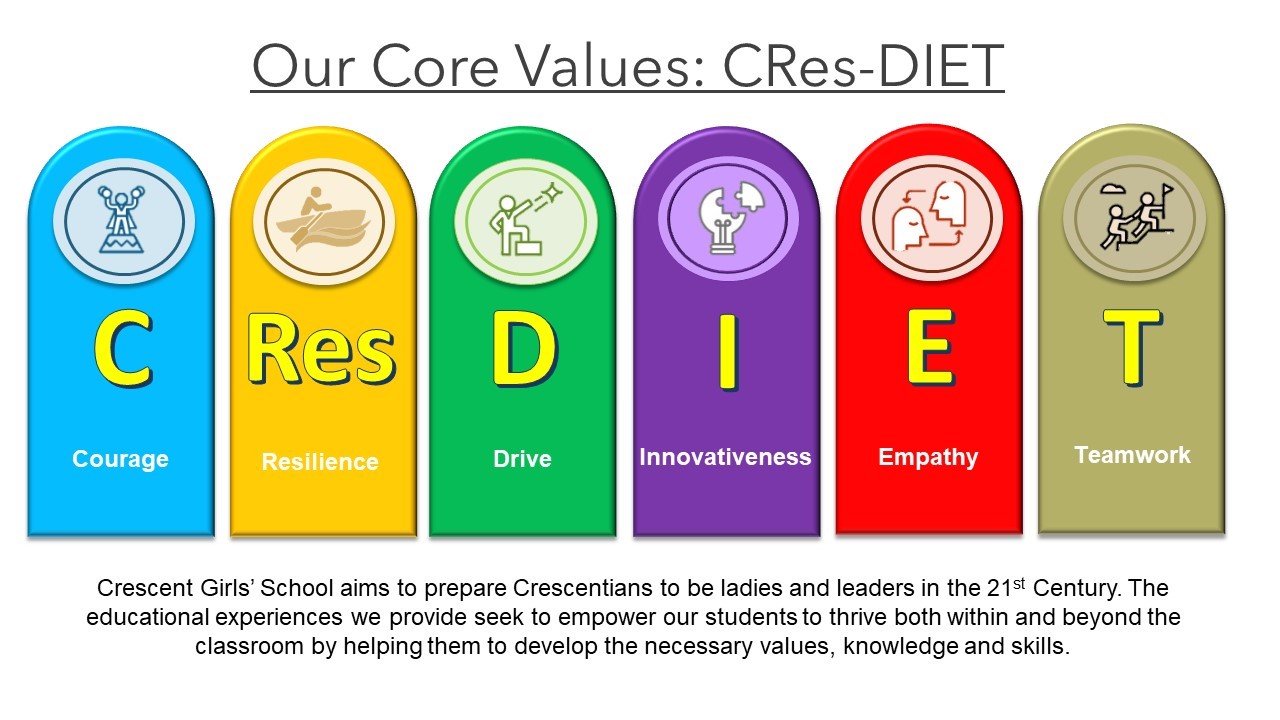 Our Core Values: CRes-DIET
C
Res
D
I
E
T
Courage
Resilience
Drive
Innovativeness
Empathy
Teamwork
Crescent Girls’ School aims to prepare Crescentians to be ladies and leaders in the 21st Century. The
educational experiences we provide seek to empower our students to thrive both within and beyond the
classroom by helping them to develop the necessary values, knowledge and skills.